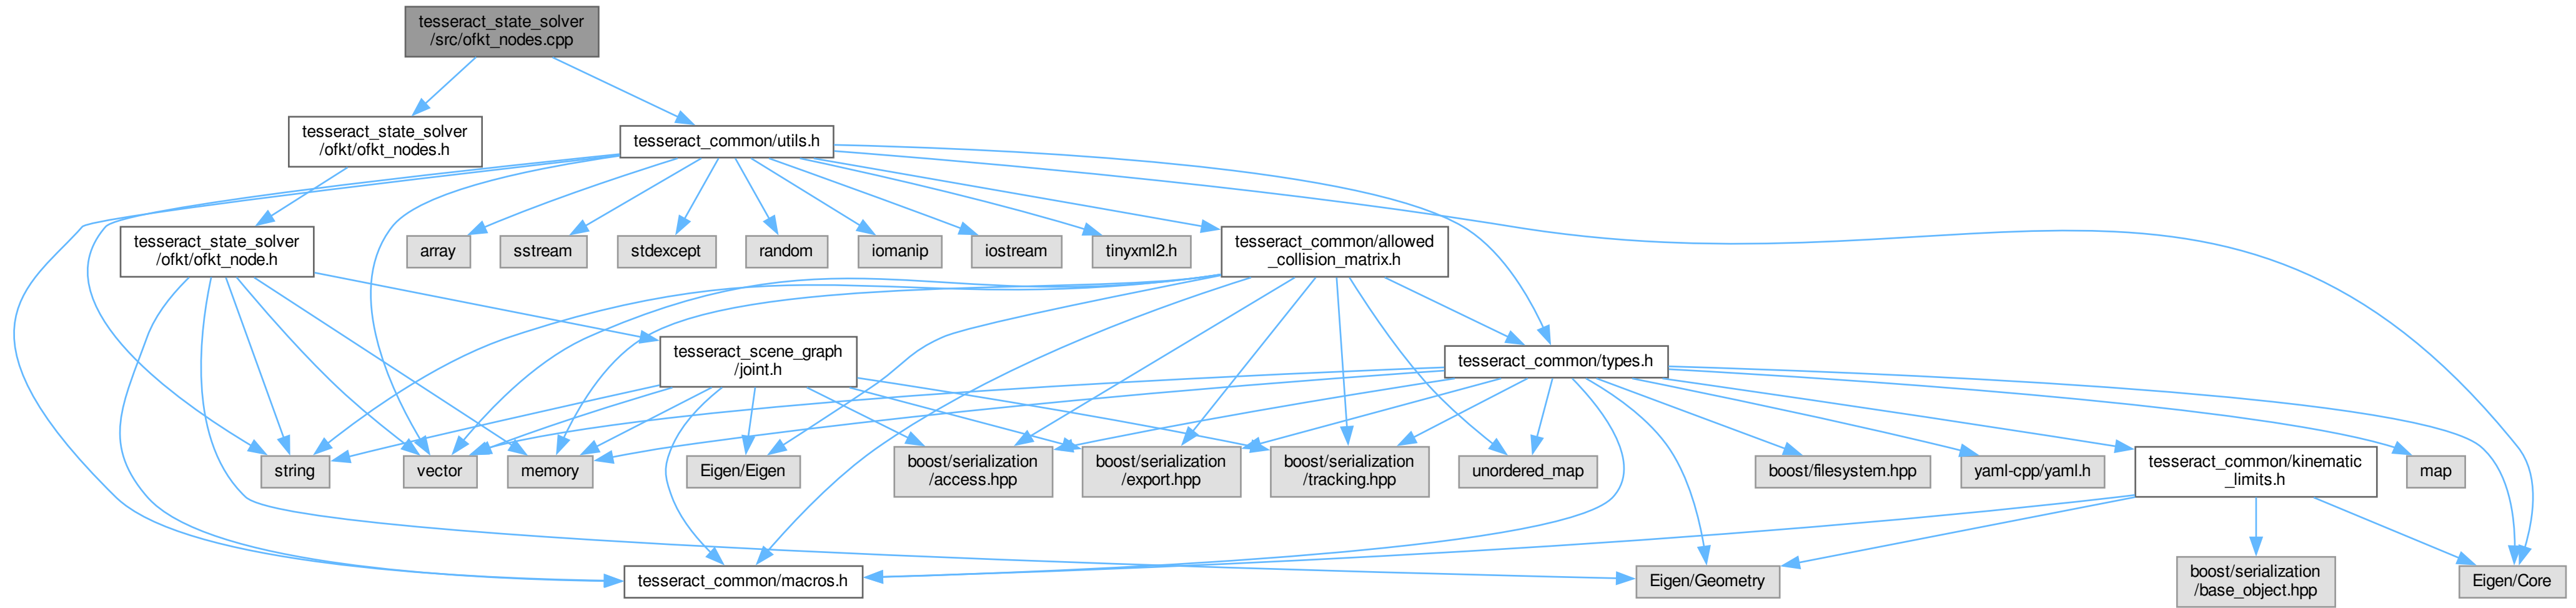 tesseract_state_solver
/src/ofkt_nodes.cpp
tesseract_state_solver
/ofkt/ofkt_nodes.h
tesseract_common/utils.h
tesseract_state_solver
/ofkt/ofkt_node.h
array
sstream
stdexcept
random
iomanip
iostream
tinyxml2.h
tesseract_common/allowed
_collision_matrix.h
tesseract_scene_graph
/joint.h
tesseract_common/types.h
string
vector
memory
Eigen/Eigen
boost/serialization
/access.hpp
boost/serialization
/export.hpp
boost/serialization
/tracking.hpp
unordered_map
boost/filesystem.hpp
yaml-cpp/yaml.h
tesseract_common/kinematic
_limits.h
map
tesseract_common/macros.h
Eigen/Geometry
boost/serialization
/base_object.hpp
Eigen/Core